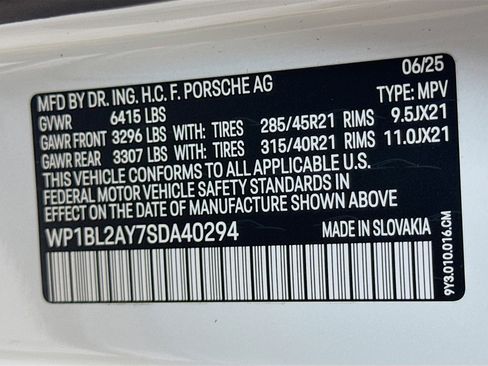 06/25
MFD BY DR. ING. H.C. F. PORSCHE AG
GVWR 6415 LBS TYPE: MPV
GAWR FRONT 3296 LBS WITH: TIRES 285/45R21 RIMS 9.5JX21
GAWR REAR 3307 LBS WITH: TIRES 315/40R21 RIMS 11.0JX21
THIS VEHICLE CONFORMS TO ALL APPLICABLE U.S.
FEDERAL MOTOR VEHICLE SAFETY STANDARDS IN
EFFECT ON THE DATE OF MANUFACTURE SHOWN ABOVE
WP1BL2AY7SDA40294
MADE IN SLOVAKIA
9Y3.010.016.CM